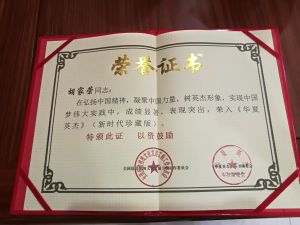 荣誉证书
胡家荣同志:
在弘扬中国精神,凝聚中国力量,树英杰形象,实现中国
梦伟大实践中,成绩显著,表现突出,荣入《华夏
英杰》(新时代珍藏版)。
特颁此证 以资鼓励